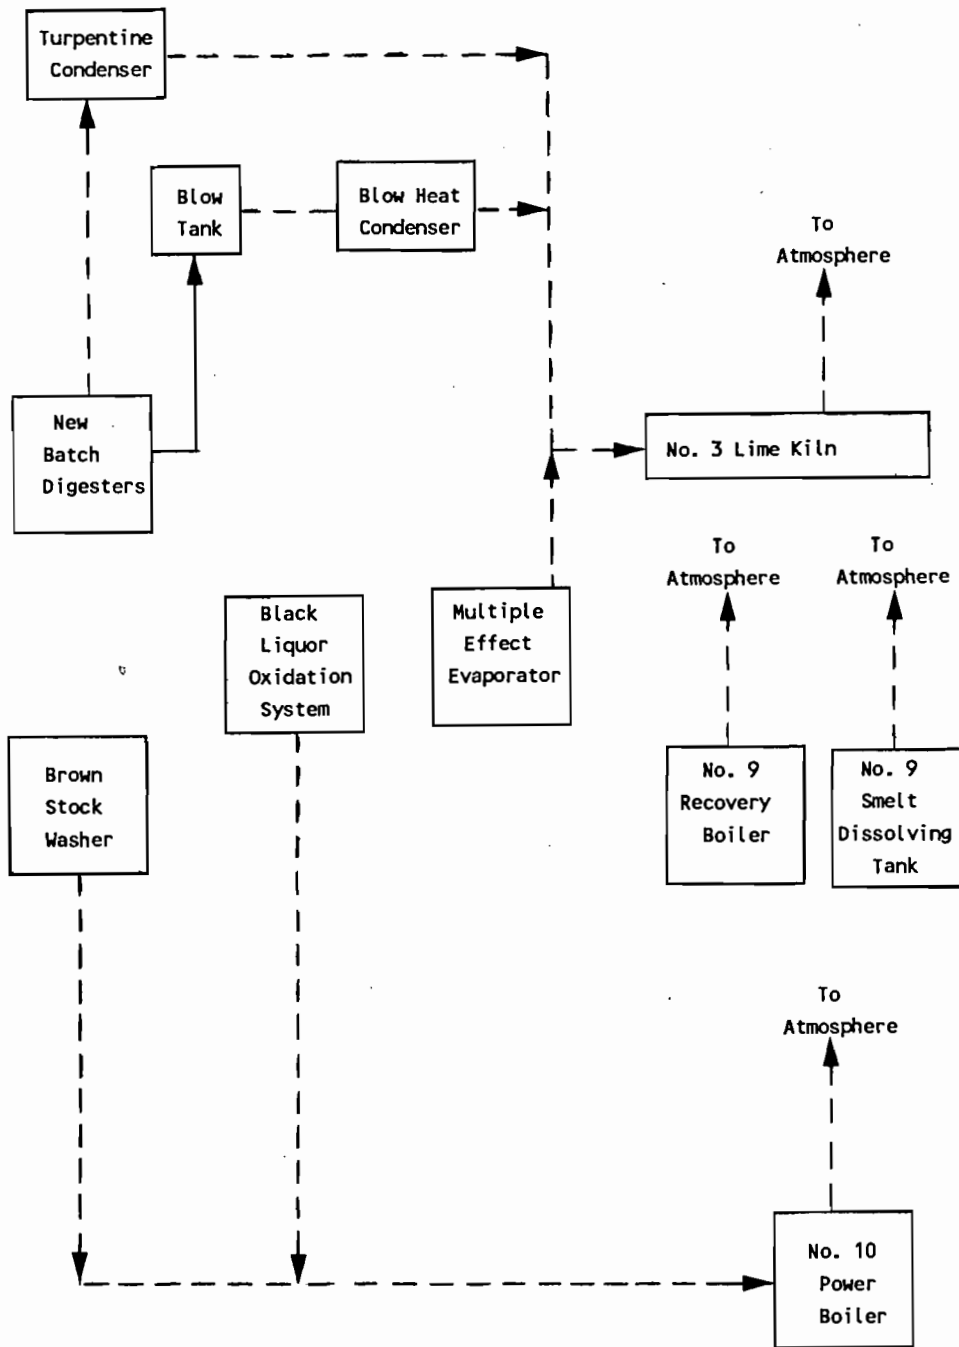 Turpentine
Condenser
Blow
Tank
Blow Heat
Condenser
To
Atmosphere
New
Batch
Digesters
No. 3 Lime Kiln
To
Atmosphere
To
Atmosphere
Black
Liquor
Oxidation
System
Multiple
Effect
Evaporator
Brown
Stock
Washer
No. 9
Recovery
Boiler
No. 9
Smelt
Dissolving
Tank
To
Atmosphere
No. 10
Power
Boiler